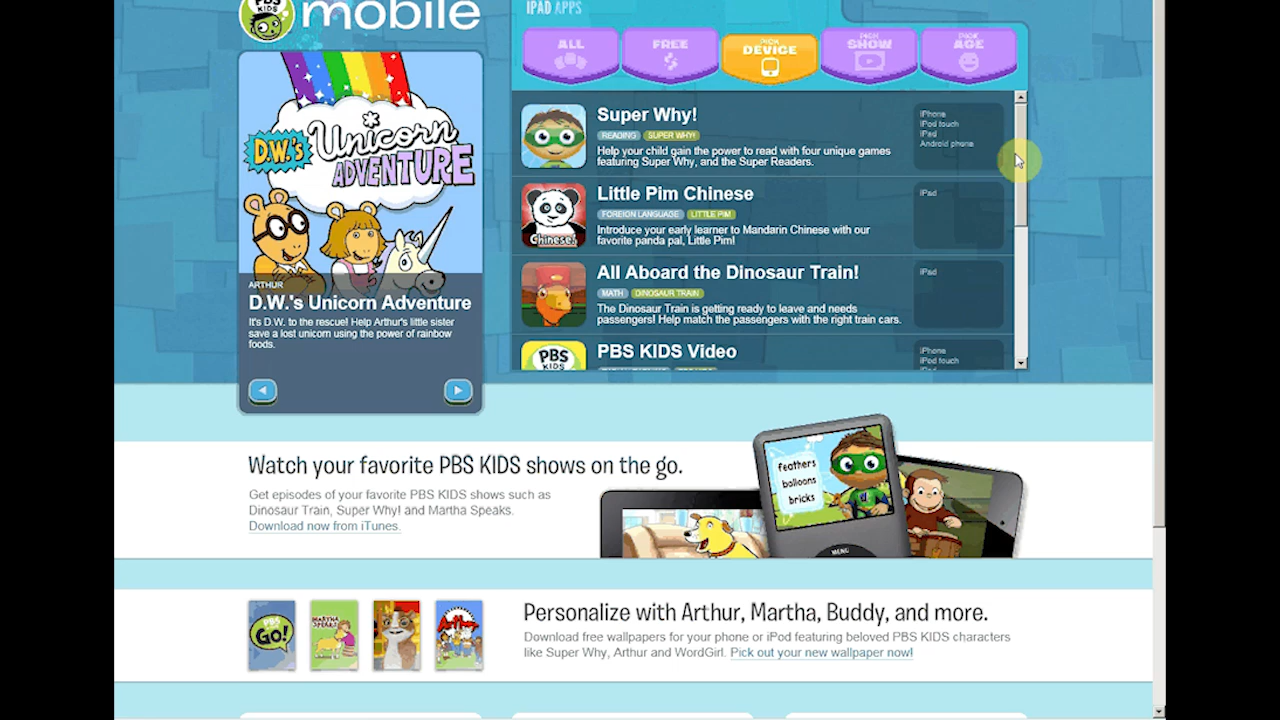 PBS
KIDS
mobile
IPAD APPS
ALL
FREE
PICK
DEVICE
PICK
SHOW
PICK
AGE
D.W.'s
Unicorn
ADVENTURE
ARTHUR
D.W.'s Unicorn Adventure
It's D.W. to the rescue! Help Arthur's little sister
save a lost unicorn using the power of rainbow
foods.
Super Why!
READING SUPER WHY!
Help your child gain the power to read with four unique games
featuring Super Why, and the Super Readers.
iPhone
iPod touch
iPad
Android phone
Chinese!
Little Pim Chinese
FOREIGN LANGUAGE LITTLE PIM
Introduce your early learner to Mandarin Chinese with our
favorite panda pal, Little Pim!
iPad
All Aboard the Dinosaur Train!
MATH DINOSAUR TRAIN
The Dinosaur Train is getting ready to leave and needs
passengers! Help match the passengers with the right train cars.
iPad
PBS
KIDS
PBS KIDS Video
iPhone
iPod touch
Watch your favorite PBS KIDS shows on the go.
Get episodes of your favorite PBS KIDS shows such as
Dinosaur Train, Super Why! and Martha Speaks.
Download now from iTunes.
feathers
balloons
bricks
MENU
PBS
GO!
MARTHA
SPEAKS
Arthur
Personalize with Arthur, Martha, Buddy, and more.
Download free wallpapers for your phone or iPod featuring beloved PBS KIDS characters
like Super Why, Arthur and WordGirl. Pick out your new wallpaper now!